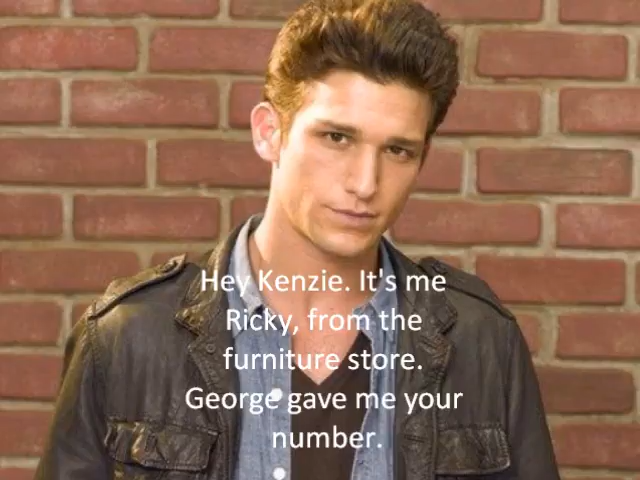 Hey Kenzie. It's me
Ricky, from the
furniture store.
George gave me your
number.